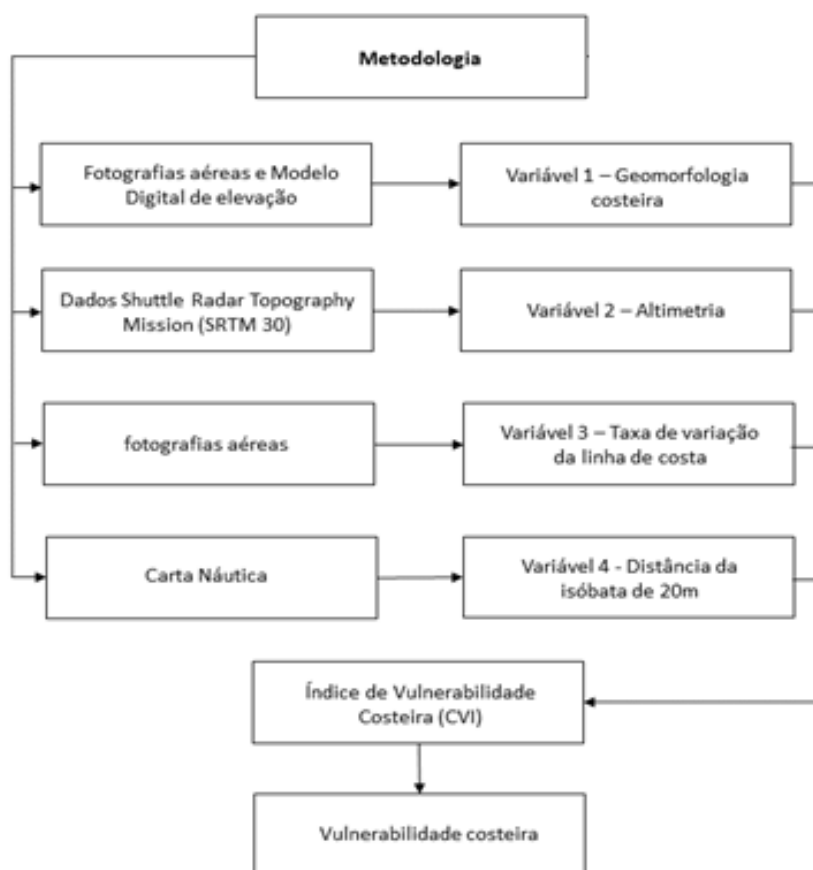 Metodologia
Fotografias aéreas e Modelo
Digital de elevação
Variável 1 – Geomorfologia
costeira
Dados Shuttle Radar Topography
Mission (SRTM 30)
Variável 2 – Altimetria
fotografias aéreas
Variável 3 – Taxa de variação
da linha de costa
Carta Náutica
Variável 4 - Distância da
isóbata de 20m
Índice de Vulnerabilidade
Costeira (CVI)
Vulnerabilidade costeira